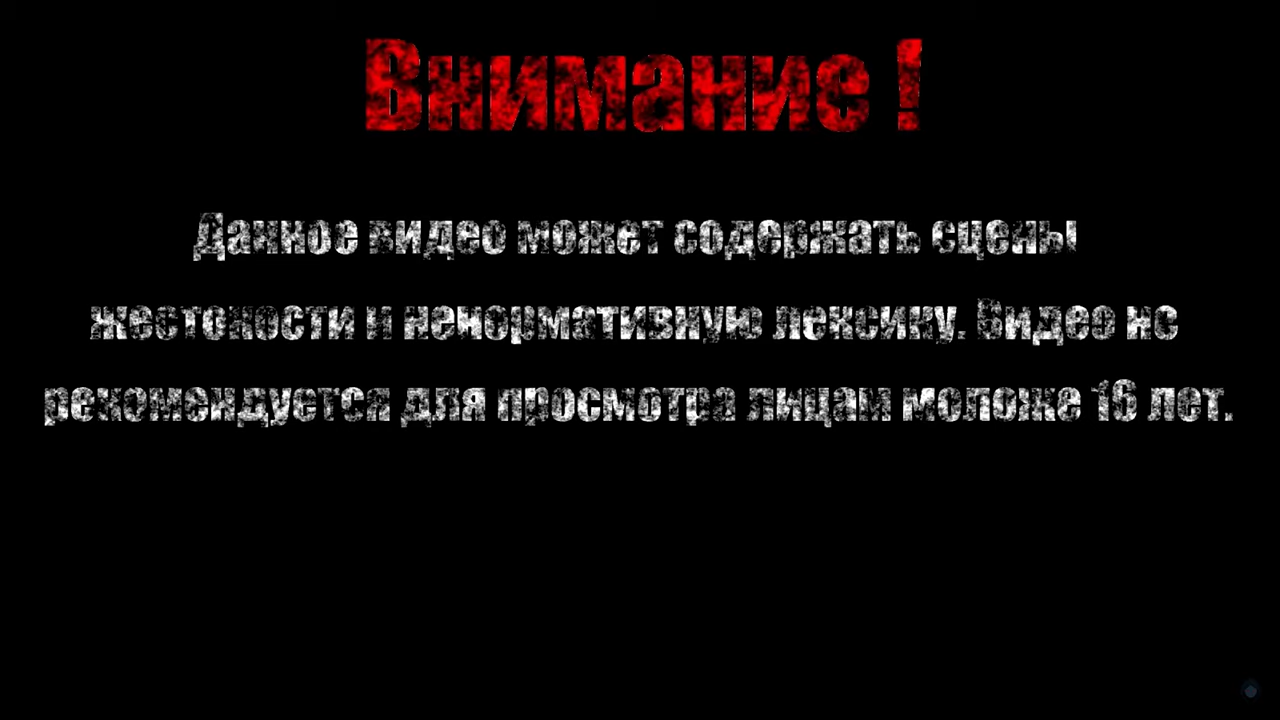 Внимание !
Данное видео может содержать сцены
жестокости и ненормативную лексику. Видео не
рекомендуется для просмотра лицам моложе 16 лет.